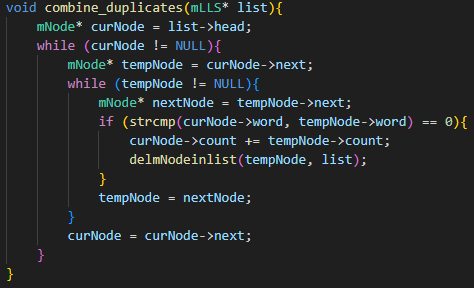 void combine_duplicates(mLLS* list){
    mNode* curNode = list->head;
    while (curNode != NULL){
        mNode* tempNode = curNode->next;
        while (tempNode != NULL){
            mNode* nextNode = tempNode->next;
            if (strcmp(curNode->word, tempNode->word) == 0){
                curNode->count += tempNode->count;
                delmNodeinlist(tempNode, list);
            }
            tempNode = nextNode;
        }
        curNode = curNode->next;
    }
}